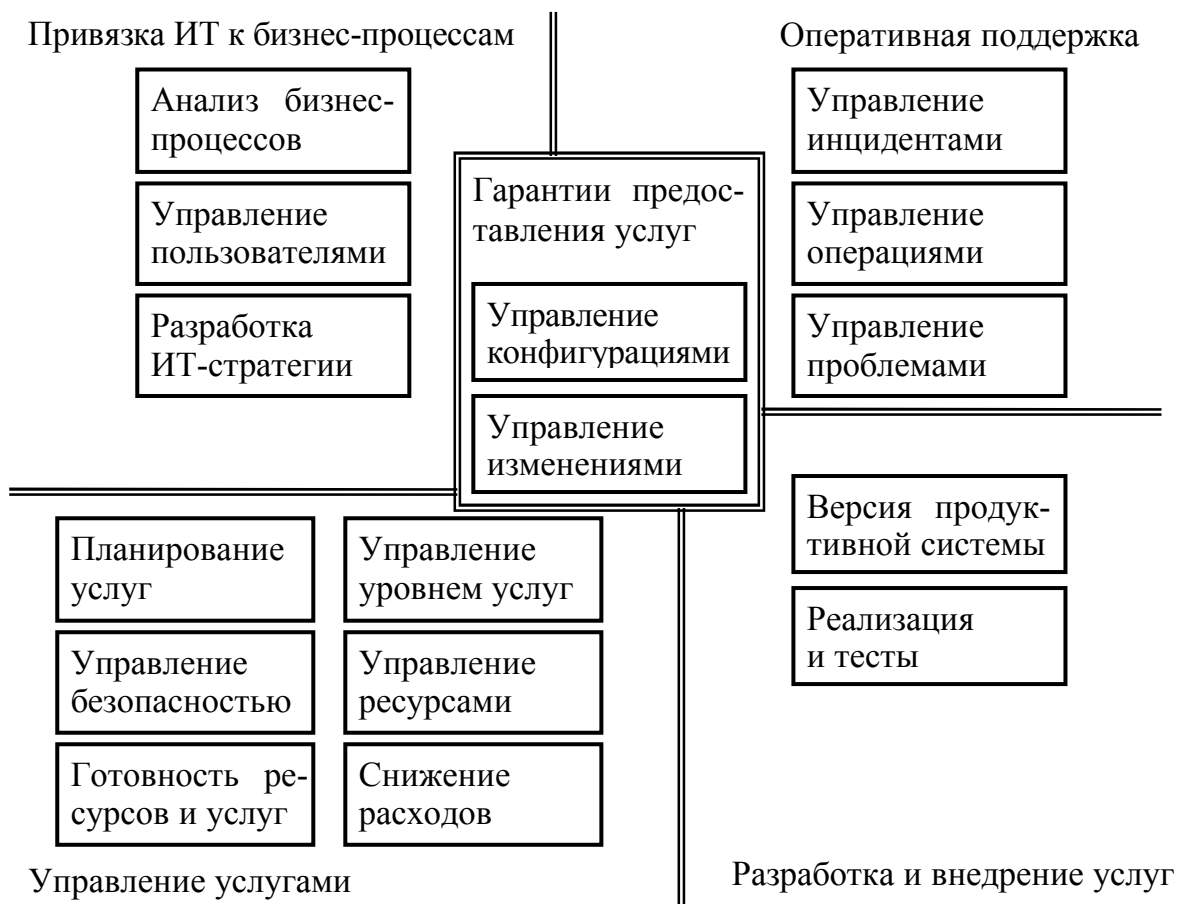 Привязка ИТ к бизнес-процессам
Анализ бизнес-
процессов
Управление
пользователями
Разработка
ИТ-стратегии
Гарантии предос-
тавления услуг
Управление
конфигурациями
Управление
изменениями
Оперативная поддержка
Управление
инцидентами
Управление
операциями
Управление
проблемами
Планирование
услуг
Управление
безопасностью
Готовность ре-
сурсов и услуг
Управление
уровнем услуг
Управление
ресурсами
Снижение
расходов
Управление услугами
Версия продук-
тивной системы
Реализация
и тесты
Разработка и внедрение услуг